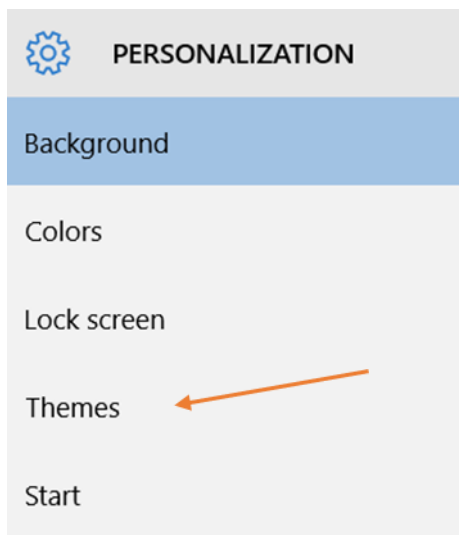 PERSONALIZATION
Background
Colors
Lock screen
Themes
Start